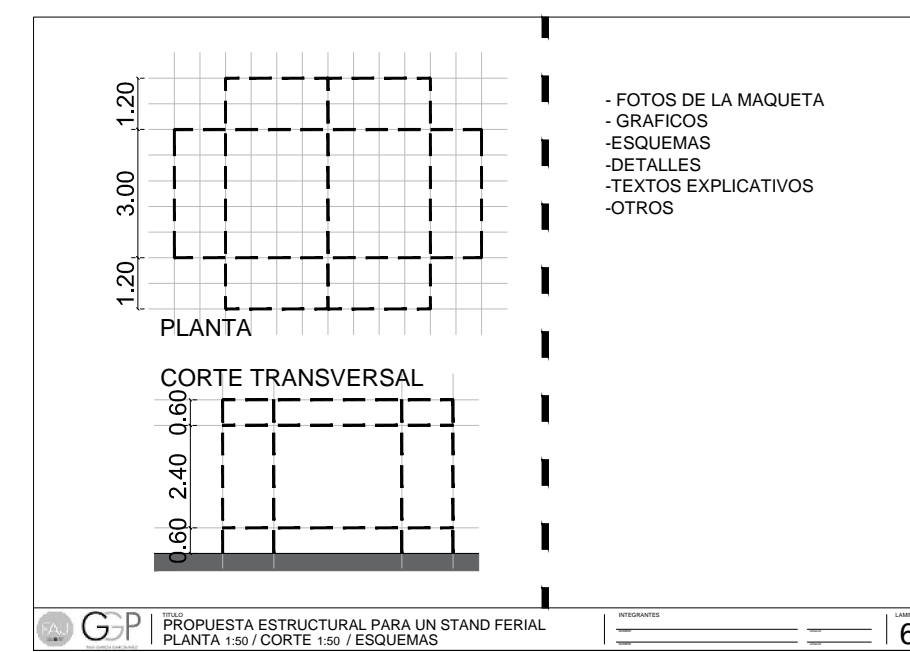 1.20
3.00
1.20
PLANTA
CORTE TRANSVERSAL
0.60
2.40
0.60
- FOTOS DE LA MAQUETA
- GRAFICOS
-ESQUEMAS
-DETALLES
-TEXTOS EXPLICATIVOS
-OTROS
FAU
GGP
TITULO
PROPUESTA ESTRUCTURAL PARA UN STAND FERIAL
PLANTA 1:50 / CORTE 1:50 / ESQUEMAS
INTEGRANTES
6